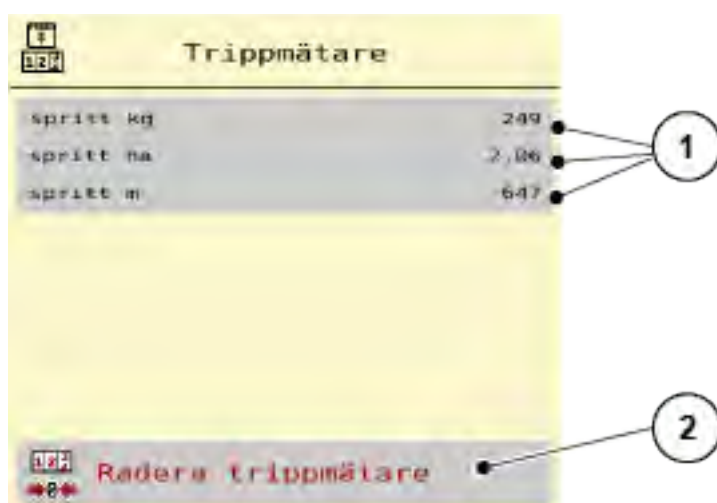 Trippmätare
spritt kg 249
spritt ha 2,06
spritt m 647
1
Radera trippmätare
2